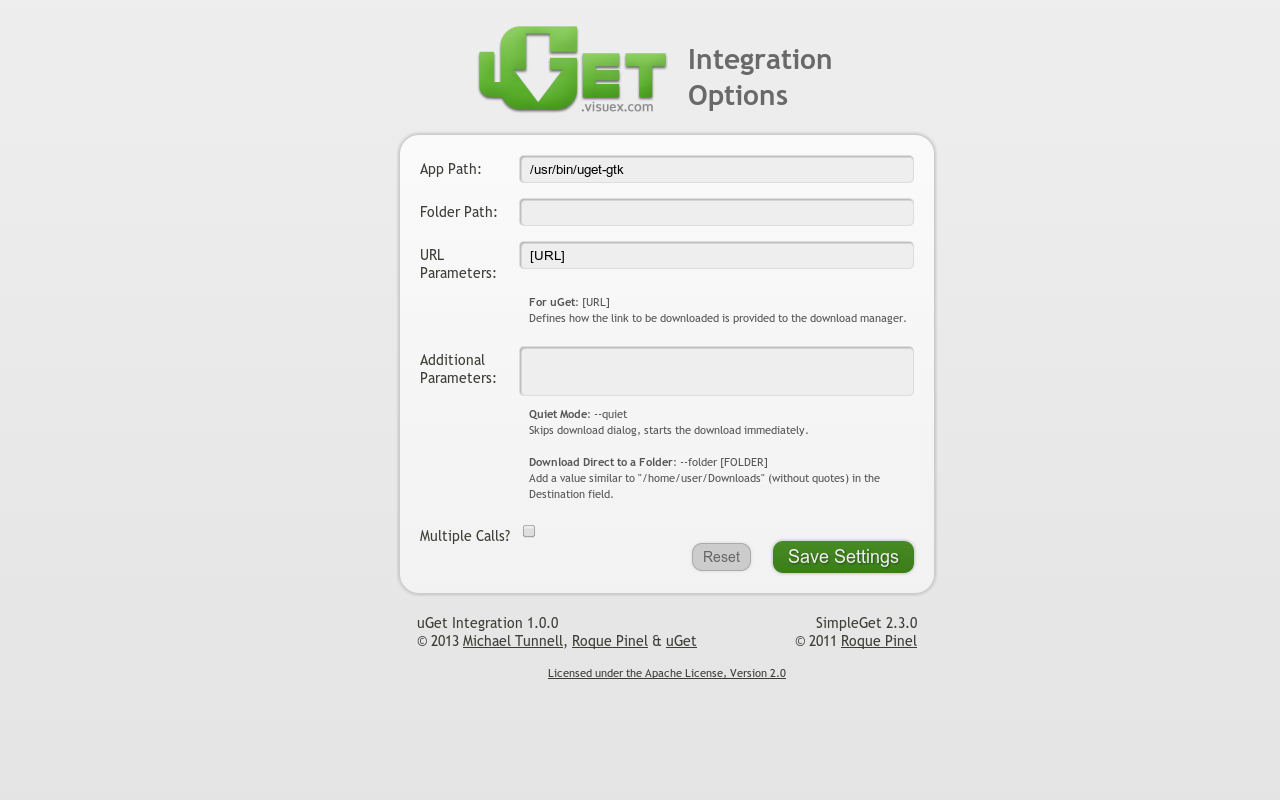 uGET
.visuex.com
Integration
Options
App Path:
/usr/bin/uget-gtk
Folder Path:
URL
Parameters:
[URL]
For uGet: [URL]
Defines how the link to be downloaded is provided to the download manager.
Additional
Parameters:
Quiet Mode: --quiet
Skips download dialog, starts the download immediately.
Download Direct to a Folder: --folder [FOLDER]
Add a value similar to "/home/user/Downloads" (without quotes) in the
Destination field.
Multiple Calls?
Reset
Save Settings
uGet Integration 1.0.0
© 2013 Michael Tunnell, Roque Pinel & uGet
SimpleGet 2.3.0
© 2011 Roque Pinel
Licensed under the Apache License, Version 2.0